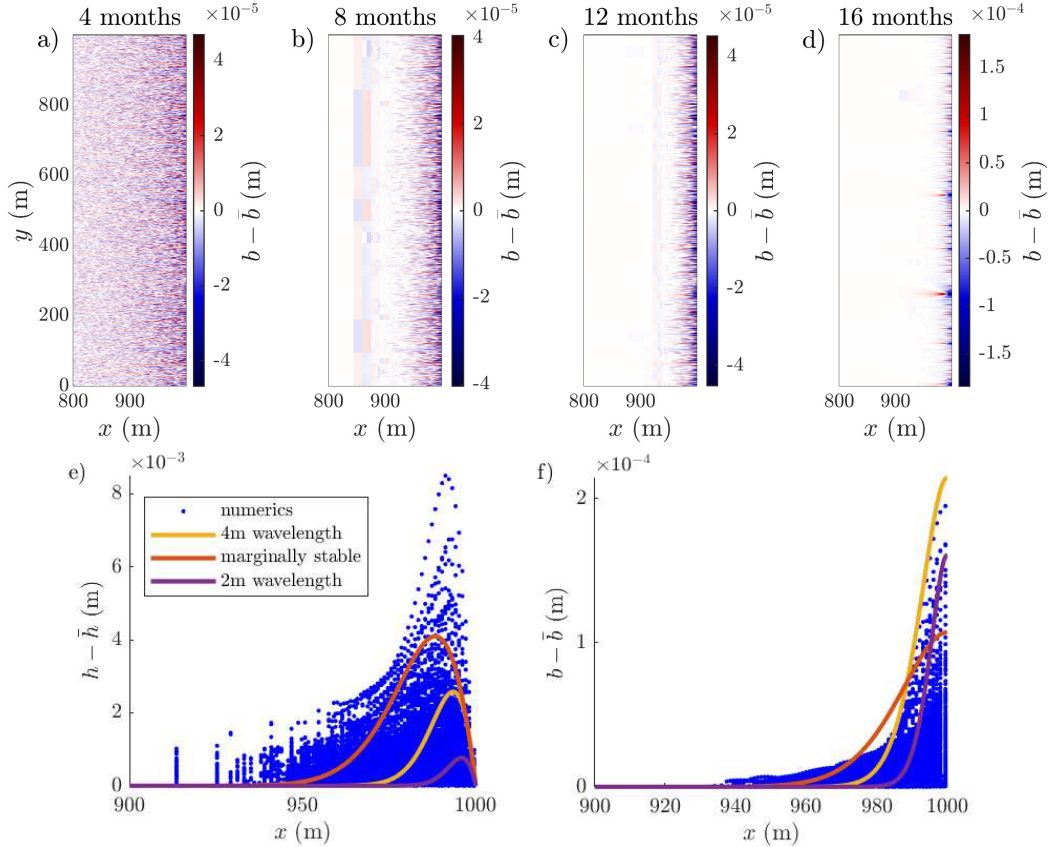 4 months
8 months
12 months
16 months
a)
b)
c)
d)
×10⁻⁵
×10⁻⁵
×10⁻⁵
×10⁻⁴
y (m)
800
600
400
200
0
800 900
x (m)
4
2
0
-2
-4
b − b̄ (m)
800 900
x (m)
4
2
0
-2
-4
b − b̄ (m)
800 900
x (m)
4
2
0
-2
-4
b − b̄ (m)
800 900
x (m)
1.5
1
0.5
0
-0.5
-1
-1.5
b − b̄ (m)
e)
×10⁻³
8
6
4
2
0
h − h̄ (m)
numerics
4m wavelength
marginally stable
2m wavelength
900 950 1000
x (m)
f)
×10⁻⁴
2
1
0
b − b̄ (m)
900 920 940 960 980 1000
x (m)